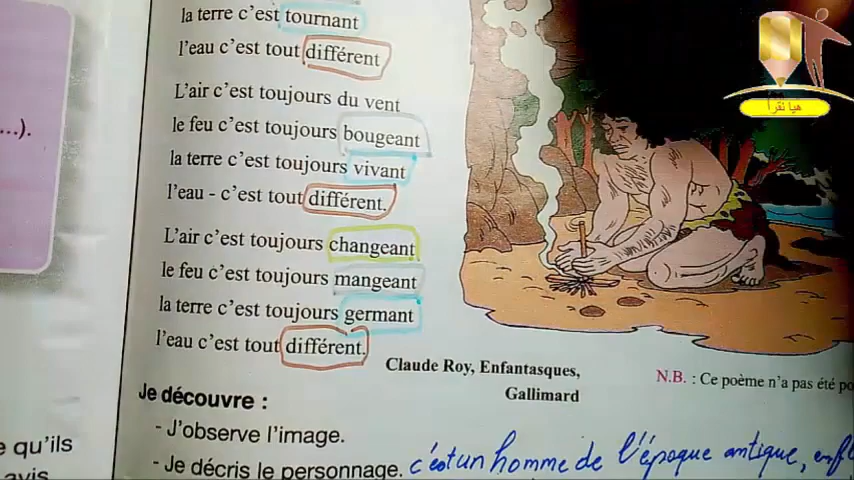 la terre c'est tournant
l'eau c'est tout différent
L'air c'est toujours du vent
le feu c'est toujours bougeant
la terre c'est toujours vivant
l'eau - c'est tout différent.
L'air c'est toujours changeant
le feu c'est toujours mangeant
la terre c'est toujours germant
l'eau c'est tout différent.
Claude Roy, Enfantasques,
Gallimard
N.B. : Ce poème n'a pas été po
Je découvre :
- J'observe l'image.
- Je décris le personnage. c'est un homme de l'époque antique,
...).
e qu'ils
avis
هيا نقرأ